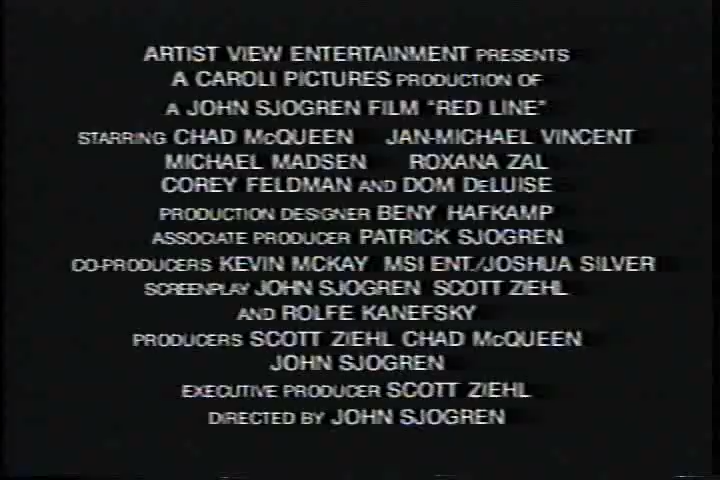 ARTIST VIEW ENTERTAINMENT PRESENTS
A CAROLI PICTURES PRODUCTION OF
A JOHN SJOGREN FILM "RED LINE"
STARRING CHAD McQUEEN JAN-MICHAEL VINCENT
MICHAEL MADSEN ROXANA ZAL
COREY FELDMAN AND DOM DeLUISE
PRODUCTION DESIGNER BENY HAFKAMP
ASSOCIATE PRODUCER PATRICK SJOGREN
CO-PRODUCERS KEVIN MCKAY MSI ENT./JOSHUA SILVER
SCREENPLAY JOHN SJOGREN SCOTT ZIEHL
AND ROLFE KANEFSKY
PRODUCERS SCOTT ZIEHL CHAD McQUEEN
JOHN SJOGREN
EXECUTIVE PRODUCER SCOTT ZIEHL
DIRECTED BY JOHN SJOGREN